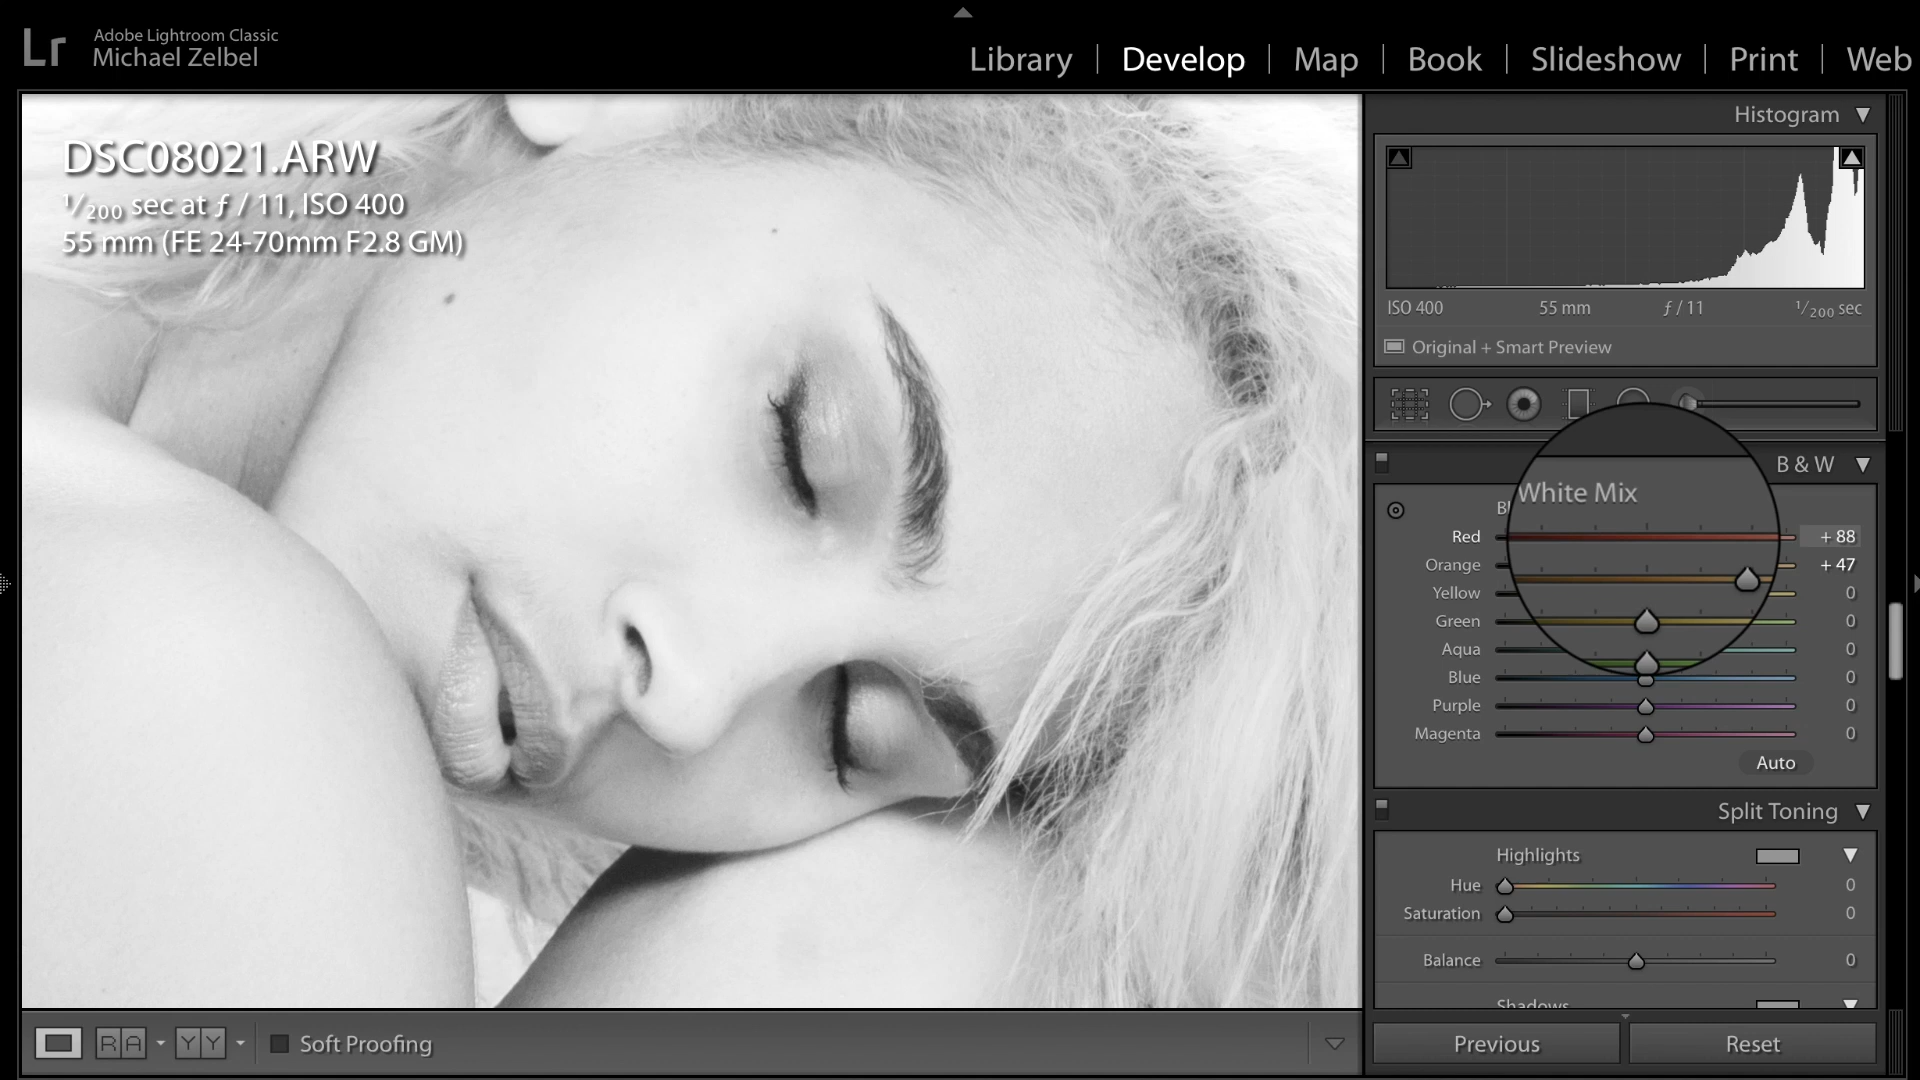 Lr
Adobe Lightroom Classic
Michael Zelbel
Library | Develop | Map | Book | Slideshow | Print | Web
DSC08021.ARW
1/200 sec at ƒ / 11, ISO 400
55 mm (FE 24-70mm F2.8 GM)
Histogram
ISO 400 55 mm ƒ / 11 1/200 sec
Original + Smart Preview
B & W
White Mix
Red + 88
Orange + 47
Yellow 0
Green 0
Aqua 0
Blue 0
Purple 0
Magenta 0
Auto
Split Toning
Highlights
Hue 0
Saturation 0
Balance 0
Shadows
R A Y Y Soft Proofing
Previous Reset